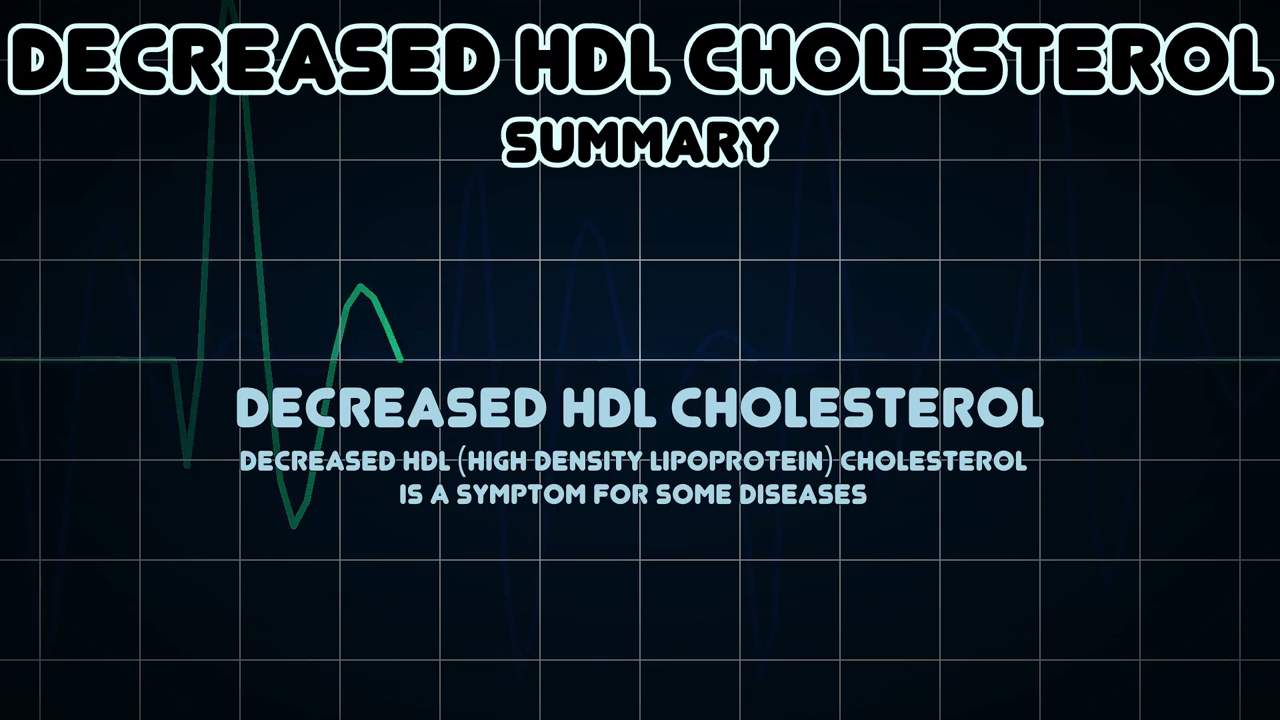 DECREASED HDL CHOLESTEROL
SUMMARY
DECREASED HDL CHOLESTEROL
DECREASED HDL (HIGH DENSITY LIPOPROTEIN) CHOLESTEROL
IS A SYMPTOM FOR SOME DISEASES